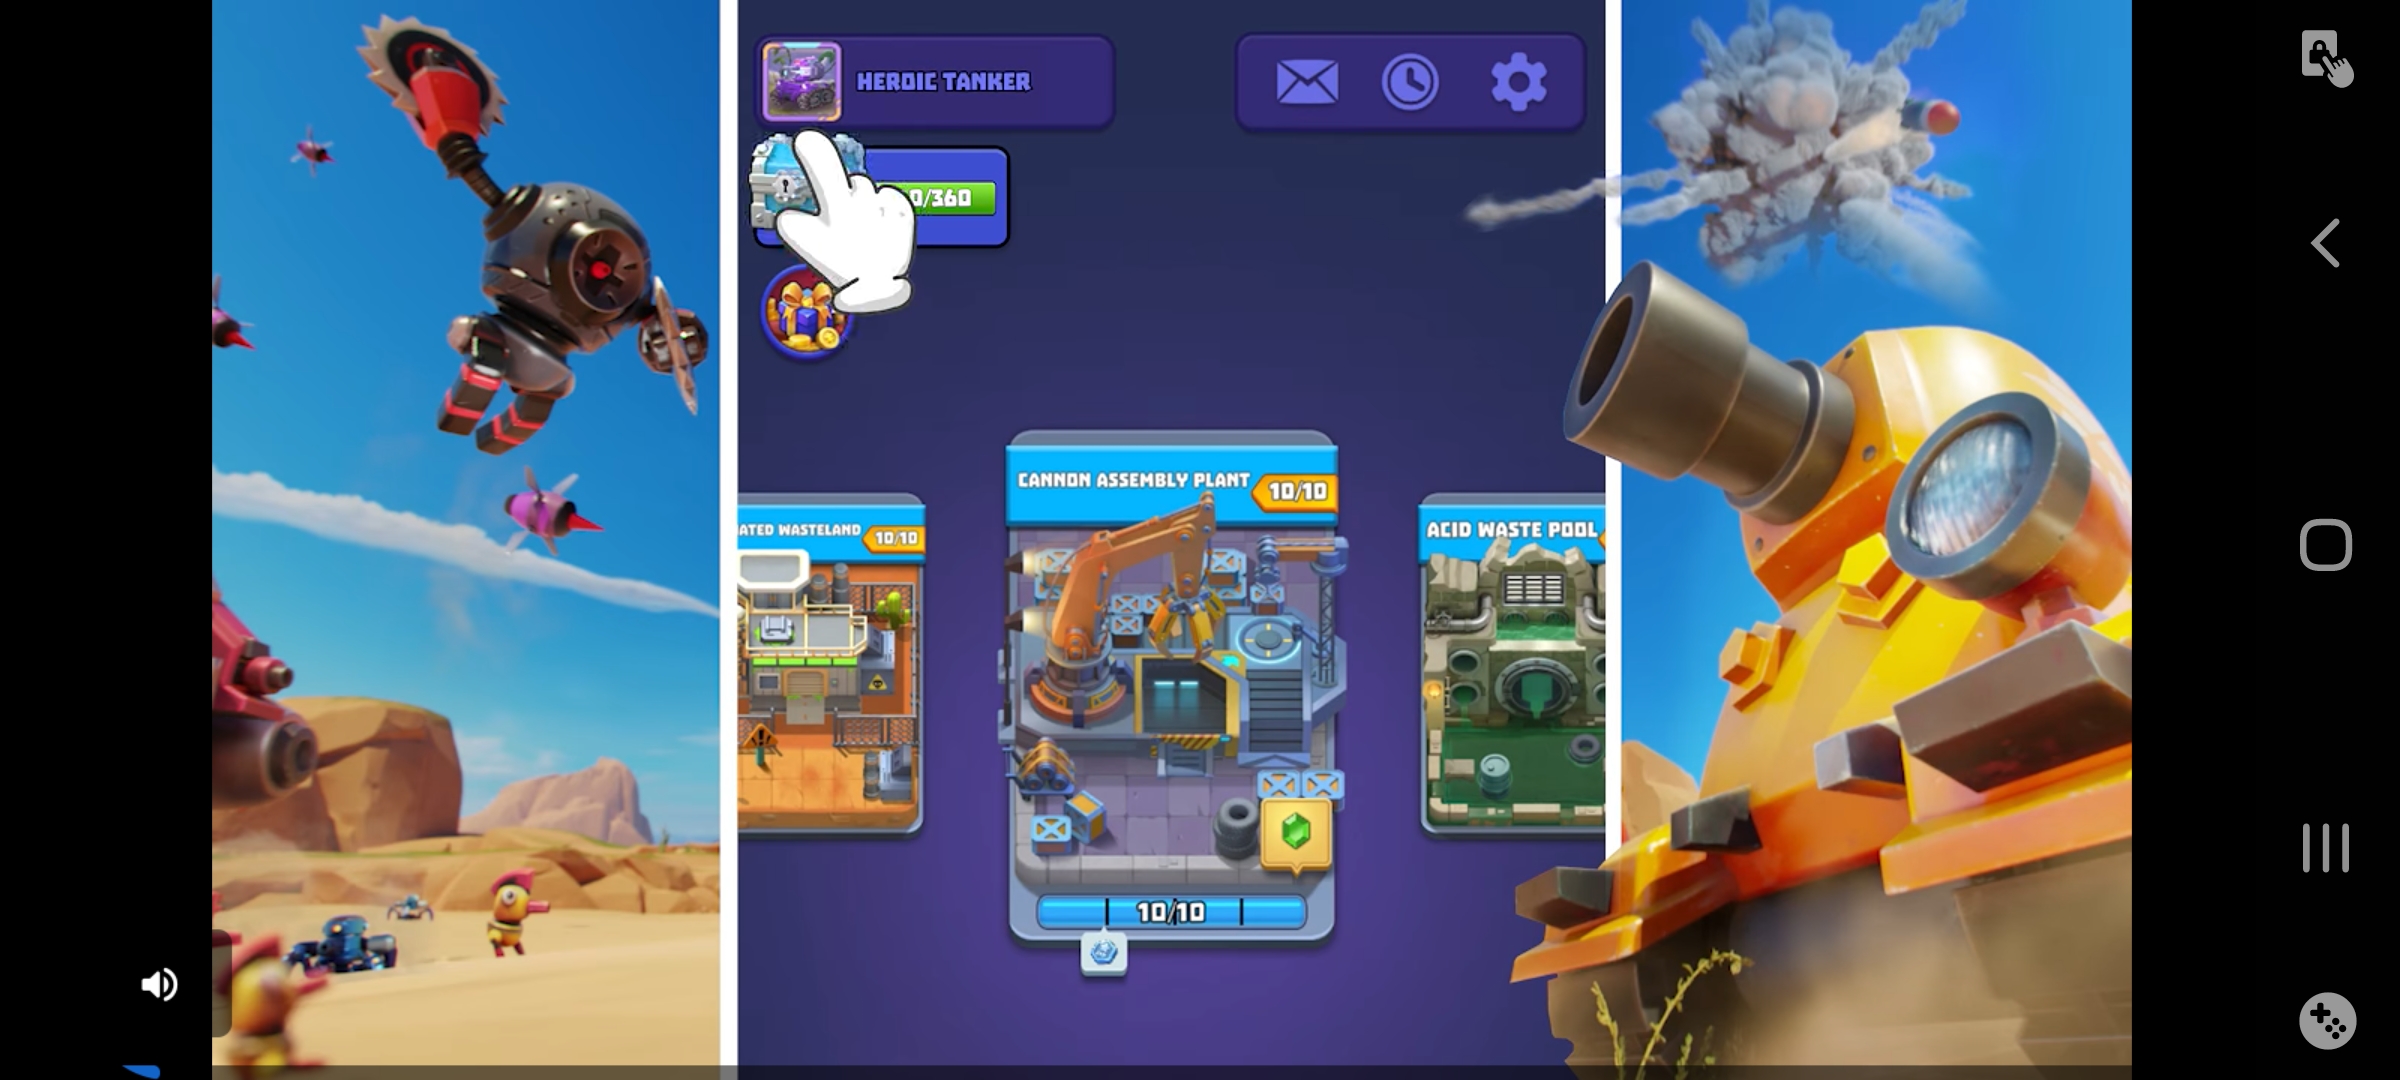 HEROIC TANKER
0/360
CANNON ASSEMBLY PLANT
10/10
ATED WASTELAND
10/10
ACID WASTE POOL
10/10